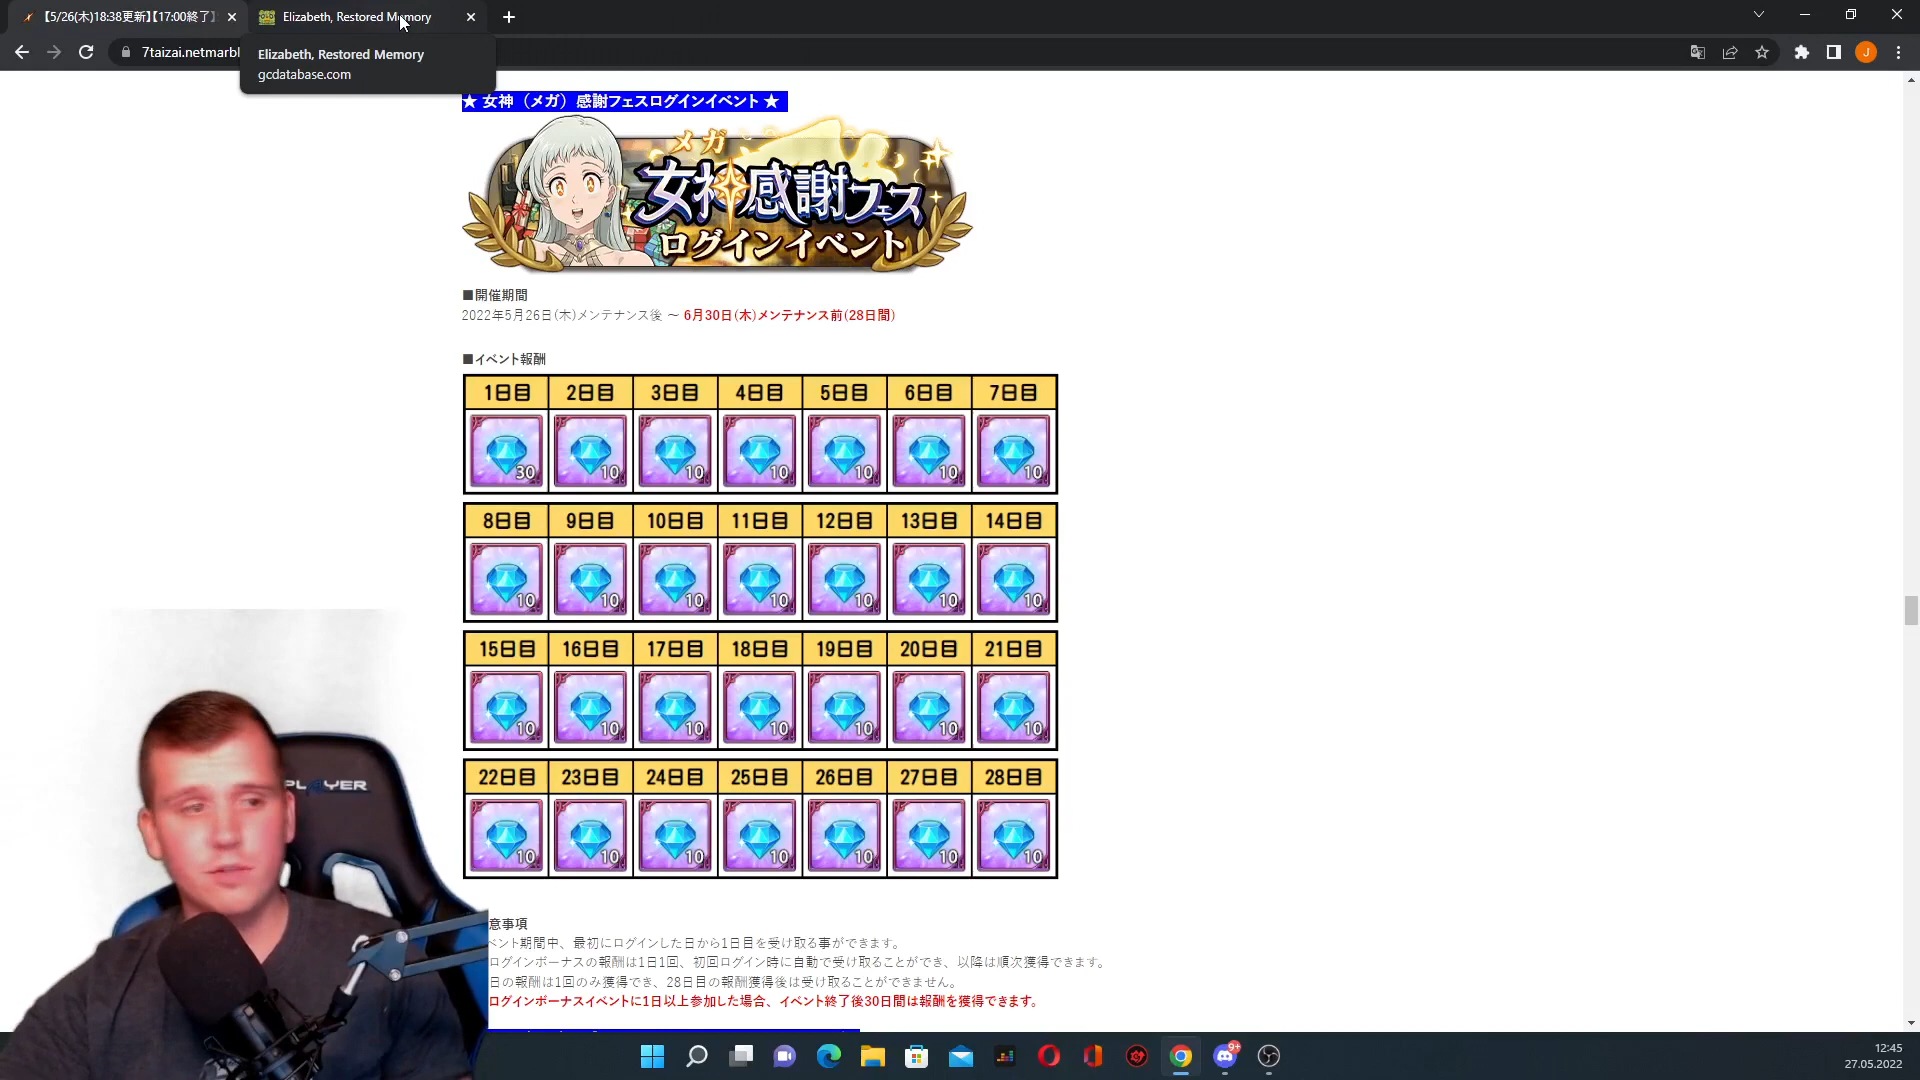 【5/26(木)18:38更新】【17:00終了】
Elizabeth, Restored Memory
J
7taizai.netmarbl
Elizabeth, Restored Memory
gcdatabase.com
★ 女神（メガ）感謝フェスログインイベント ★
メガ
女神感謝フェス
ログインイベント
■開催期間
2022年5月26日(木)メンテナンス後 ～ 6月30日(木)メンテナンス前(28日間)
■イベント報酬
1日目 2日目 3日目 4日目 5日目 6日目 7日目
30 10 10 10 10 10 10
8日目 9日目 10日目 11日目 12日目 13日目 14日目
10 10 10 10 10 10 10
15日目 16日目 17日目 18日目 19日目 20日目 21日目
10 10 10 10 10 10 10
22日目 23日目 24日目 25日目 26日目 27日目 28日目
10 10 10 10 10 10 10
意事項
ベント期間中、最初にログインした日から1日目を受け取る事ができます。
ログインボーナスの報酬は1日1回、初回ログイン時に自動で受け取ることができ、以降は順次獲得できます。
日の報酬は1回のみ獲得でき、28日目の報酬獲得後は受け取ることができません。
ログインボーナスイベントに1日以上参加した場合、イベント終了後30日間は報酬を獲得できます。
PLAYER
9+
12:45
27.05.2022